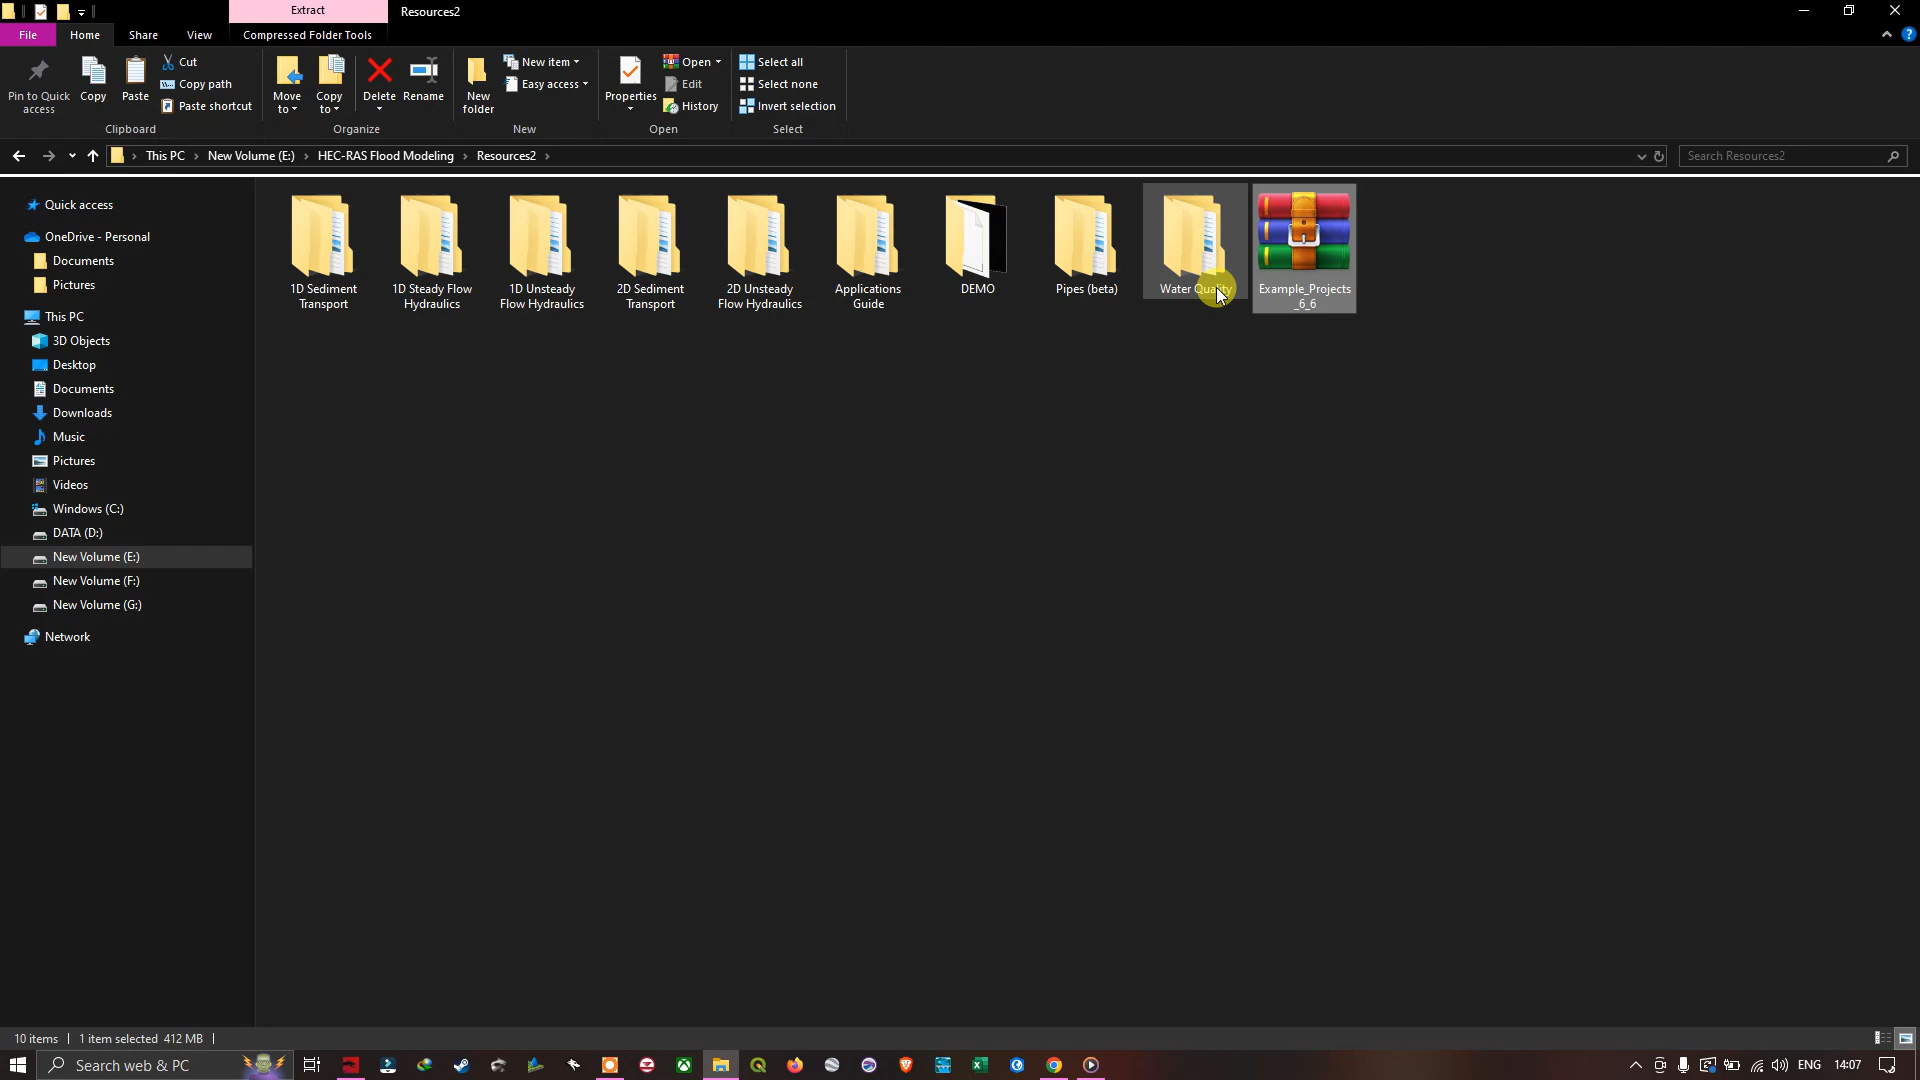 Extract
Resources2
File
Home
Share
View
Compressed Folder Tools
Pin to Quick
access
Copy
Paste
Cut
Copy path
Paste shortcut
Clipboard
Move
to
Copy
to
Delete
Rename
Organize
New
folder
New item
Easy access
New
Properties
Open
Edit
History
Open
Select all
Select none
Invert selection
Select
This PC
New Volume (E:)
HEC-RAS Flood Modeling
Resources2
Search Resources2
Quick access
OneDrive - Personal
Documents
Pictures
This PC
3D Objects
Desktop
Documents
Downloads
Music
Pictures
Videos
Windows (C:)
DATA (D:)
New Volume (E:)
New Volume (F:)
New Volume (G:)
Network
1D Sediment
Transport
1D Steady Flow
Hydraulics
1D Unsteady
Flow Hydraulics
2D Sediment
Transport
2D Unsteady
Flow Hydraulics
Applications
Guide
DEMO
Pipes (beta)
Water Quality
Example_Projects
_6_6
10 items
1 item selected 412 MB
Search web & PC
ENG
14:07